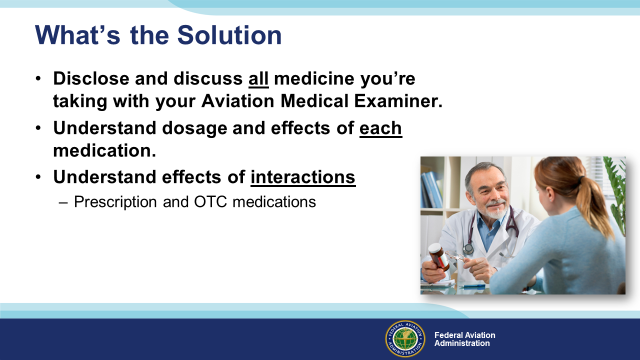 What's the Solution
• Disclose and discuss all medicine you're
taking with your Aviation Medical Examiner.
• Understand dosage and effects of each
medication.
• Understand effects of interactions
– Prescription and OTC medications
Federal Aviation
Administration